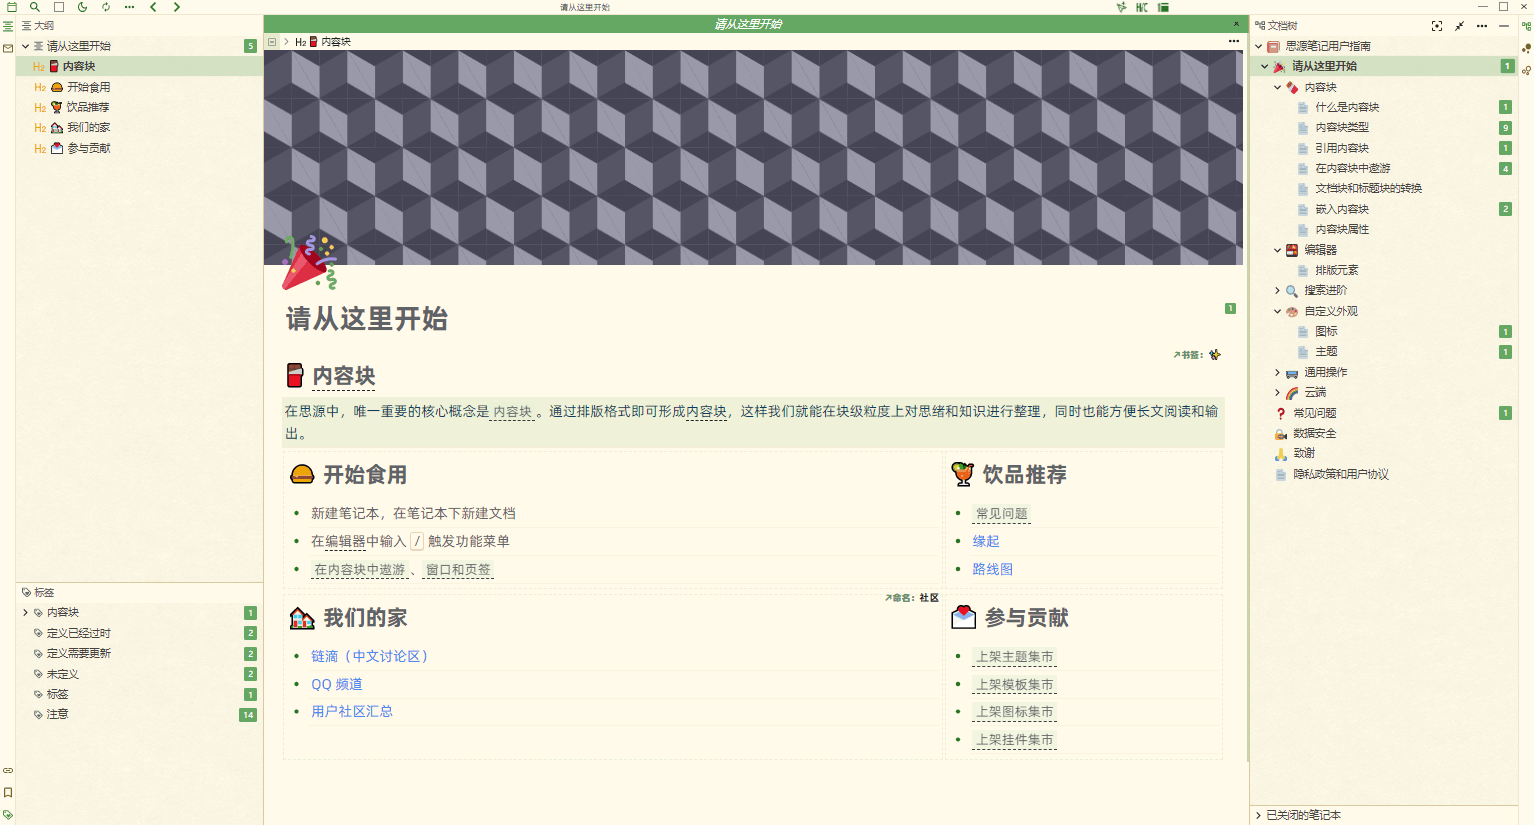 请从这里开始
大纲
请从这里开始 5
H2 内容块
H2 开始食用
H2 饮品推荐
H2 我们的家
H2 参与贡献
标签
内容块 1
定义已经过时 2
定义需要更新 2
未定义 2
标签 1
注意 14
请从这里开始
H2 内容块
请从这里开始
1
书签：
内容块
在思源中，唯一重要的核心概念是 内容块 。通过排版格式即可形成内容块，这样我们就能在块级粒度上对思绪和知识进行整理，同时也能方便长文阅读和输
出。
开始食用
新建笔记本，在笔记本下新建文档
在编辑器中输入 / 触发功能菜单
在内容块中遨游 、 窗口和页签
饮品推荐
常见问题
缘起
路线图
命名：社区
我们的家
链滴（中文讨论区）
QQ 频道
用户社区汇总
参与贡献
上架主题集市
上架模板集市
上架图标集市
上架挂件集市
文档树
思源笔记用户指南
请从这里开始 1
内容块
什么是内容块 1
内容块类型 9
引用内容块 1
在内容块中遨游 4
文档块和标题块的转换
嵌入内容块 2
内容块属性
编辑器
排版元素
搜索进阶
自定义外观
图标 1
主题 1
通用操作
云端
常见问题 1
数据安全
致谢
隐私政策和用户协议
已关闭的笔记本